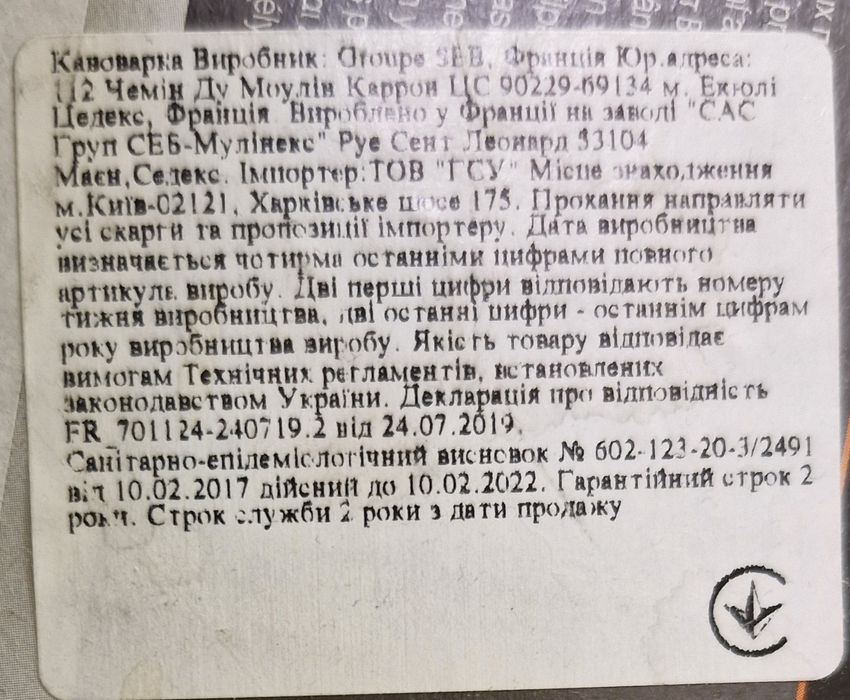 Кавоварка Виробник: Groupe SEB, Франція Юр.адреса:
112 Чемін Ду Моулін Каррон ЦС 90229-69134 м. Екюлі
Цедекс, Франція Вироблено у Франції на заводі "САС
Груп СЕБ-Мулінекс" Руе Сент Леонард 53104
Маєн,Седекс. Імпортер:ТОВ "ГСУ" Місце знаходження
м.Київ-02121, Харківське шосе 175. Прохання направляти
усі скарги та пропозиції імпортеру. Дата виробництва
визначається чотирма останніми цифрами повного
артикула виробу. Дві перші цифри відповідають номеру
тижня виробництва, дві останні цифри - останнім цифрам
року виробництва виробу. Якість товару відповідає
вимогам Технічних регламентів, встановлених
законодавством України. Декларація про відповідність
FR_701124-240719.2 від 24.07.2019.
Санітарно-епідеміологічний висновок № 602-123-20-3/2491
від 10.02.2017 дійсний до 10.02.2022. Гарантійний строк 2
роки. Строк служби 2 роки з дати продажу